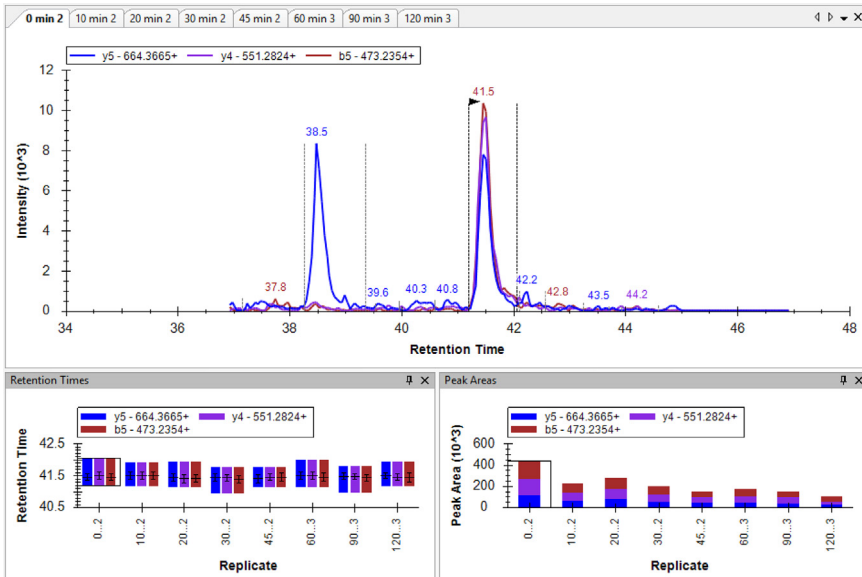 0 min 2 10 min 2 20 min 2 30 min 2 45 min 2 60 min 3 90 min 3 120 min 3
y5 - 664.3665+ y4 - 551.2824+ b5 - 473.2354+
12
10
8
6
4
2
0
Intensity (10^3)
38.5
41.5
37.8
39.6
40.3
40.8
42.2
42.8
43.5
44.2
34 36 38 40 42 44 46 48
Retention Time
Retention Times
y5 - 664.3665+ y4 - 551.2824+
b5 - 473.2354+
42.5
41.5
40.5
Retention Time
0...2 10...2 20...2 30...2 45...2 60...3 90...3 120...3
Replicate
Peak Areas
y5 - 664.3665+ y4 - 551.2824+
b5 - 473.2354+
600
400
200
0
Peak Area (10^3)
0...2 10...2 20...2 30...2 45...2 60...3 90...3 120...3
Replicate